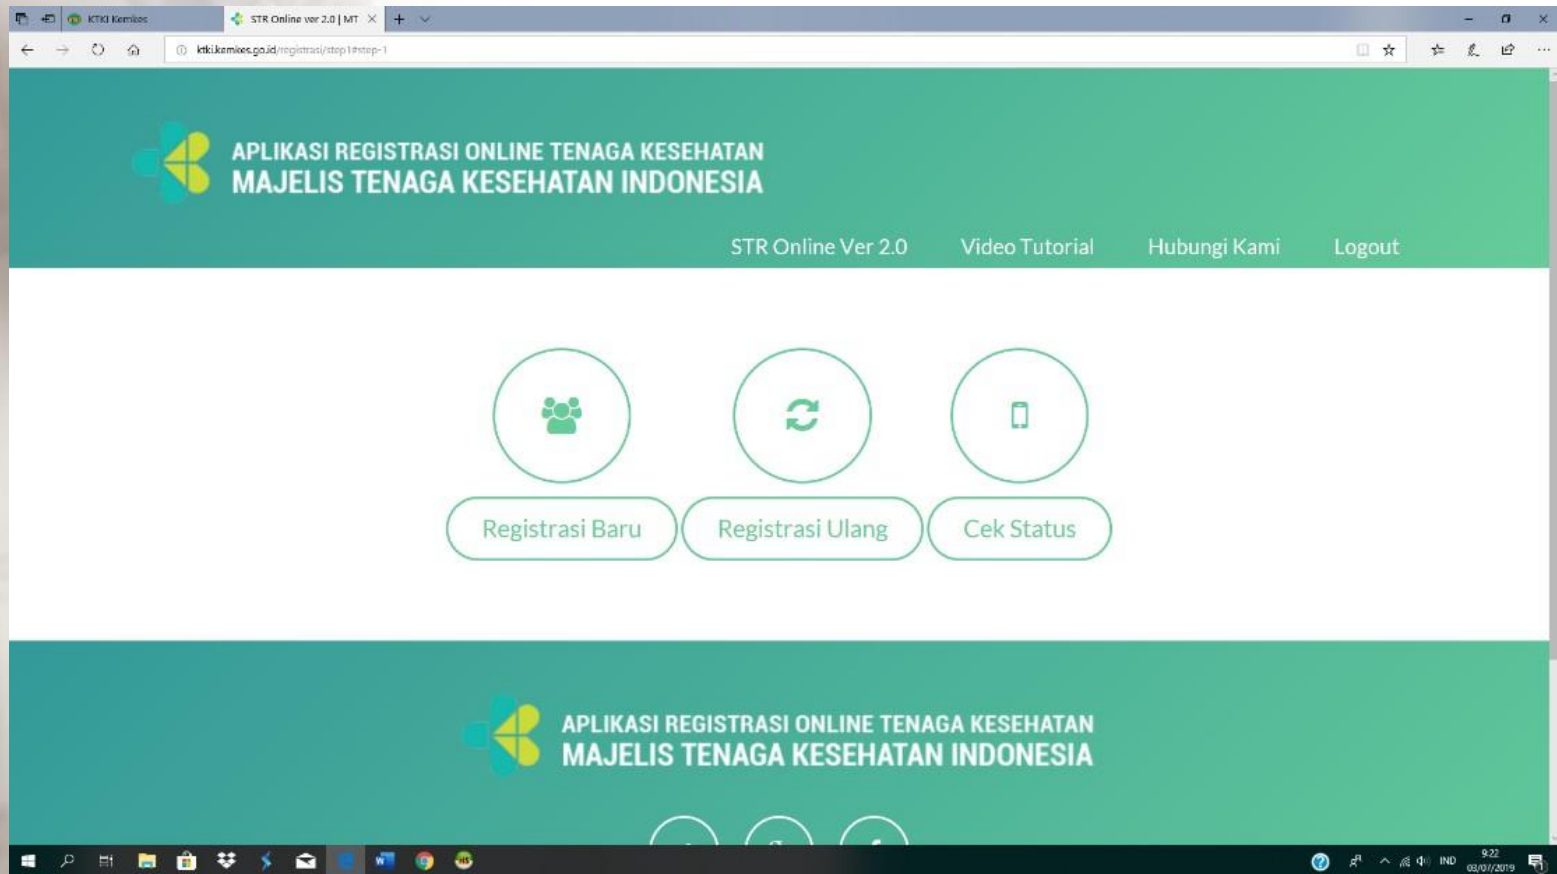 KTKI Kemkes
STR Online ver 2.0 | MT
ktki.kemkes.go.id/registrasi/step1#step-1
APLIKASI REGISTRASI ONLINE TENAGA KESEHATAN
MAJELIS TENAGA KESEHATAN INDONESIA
STR Online Ver 2.0 Video Tutorial Hubungi Kami Logout
Registrasi Baru Registrasi Ulang Cek Status
APLIKASI REGISTRASI ONLINE TENAGA KESEHATAN
MAJELIS TENAGA KESEHATAN INDONESIA
IND
9:22
03/07/2019